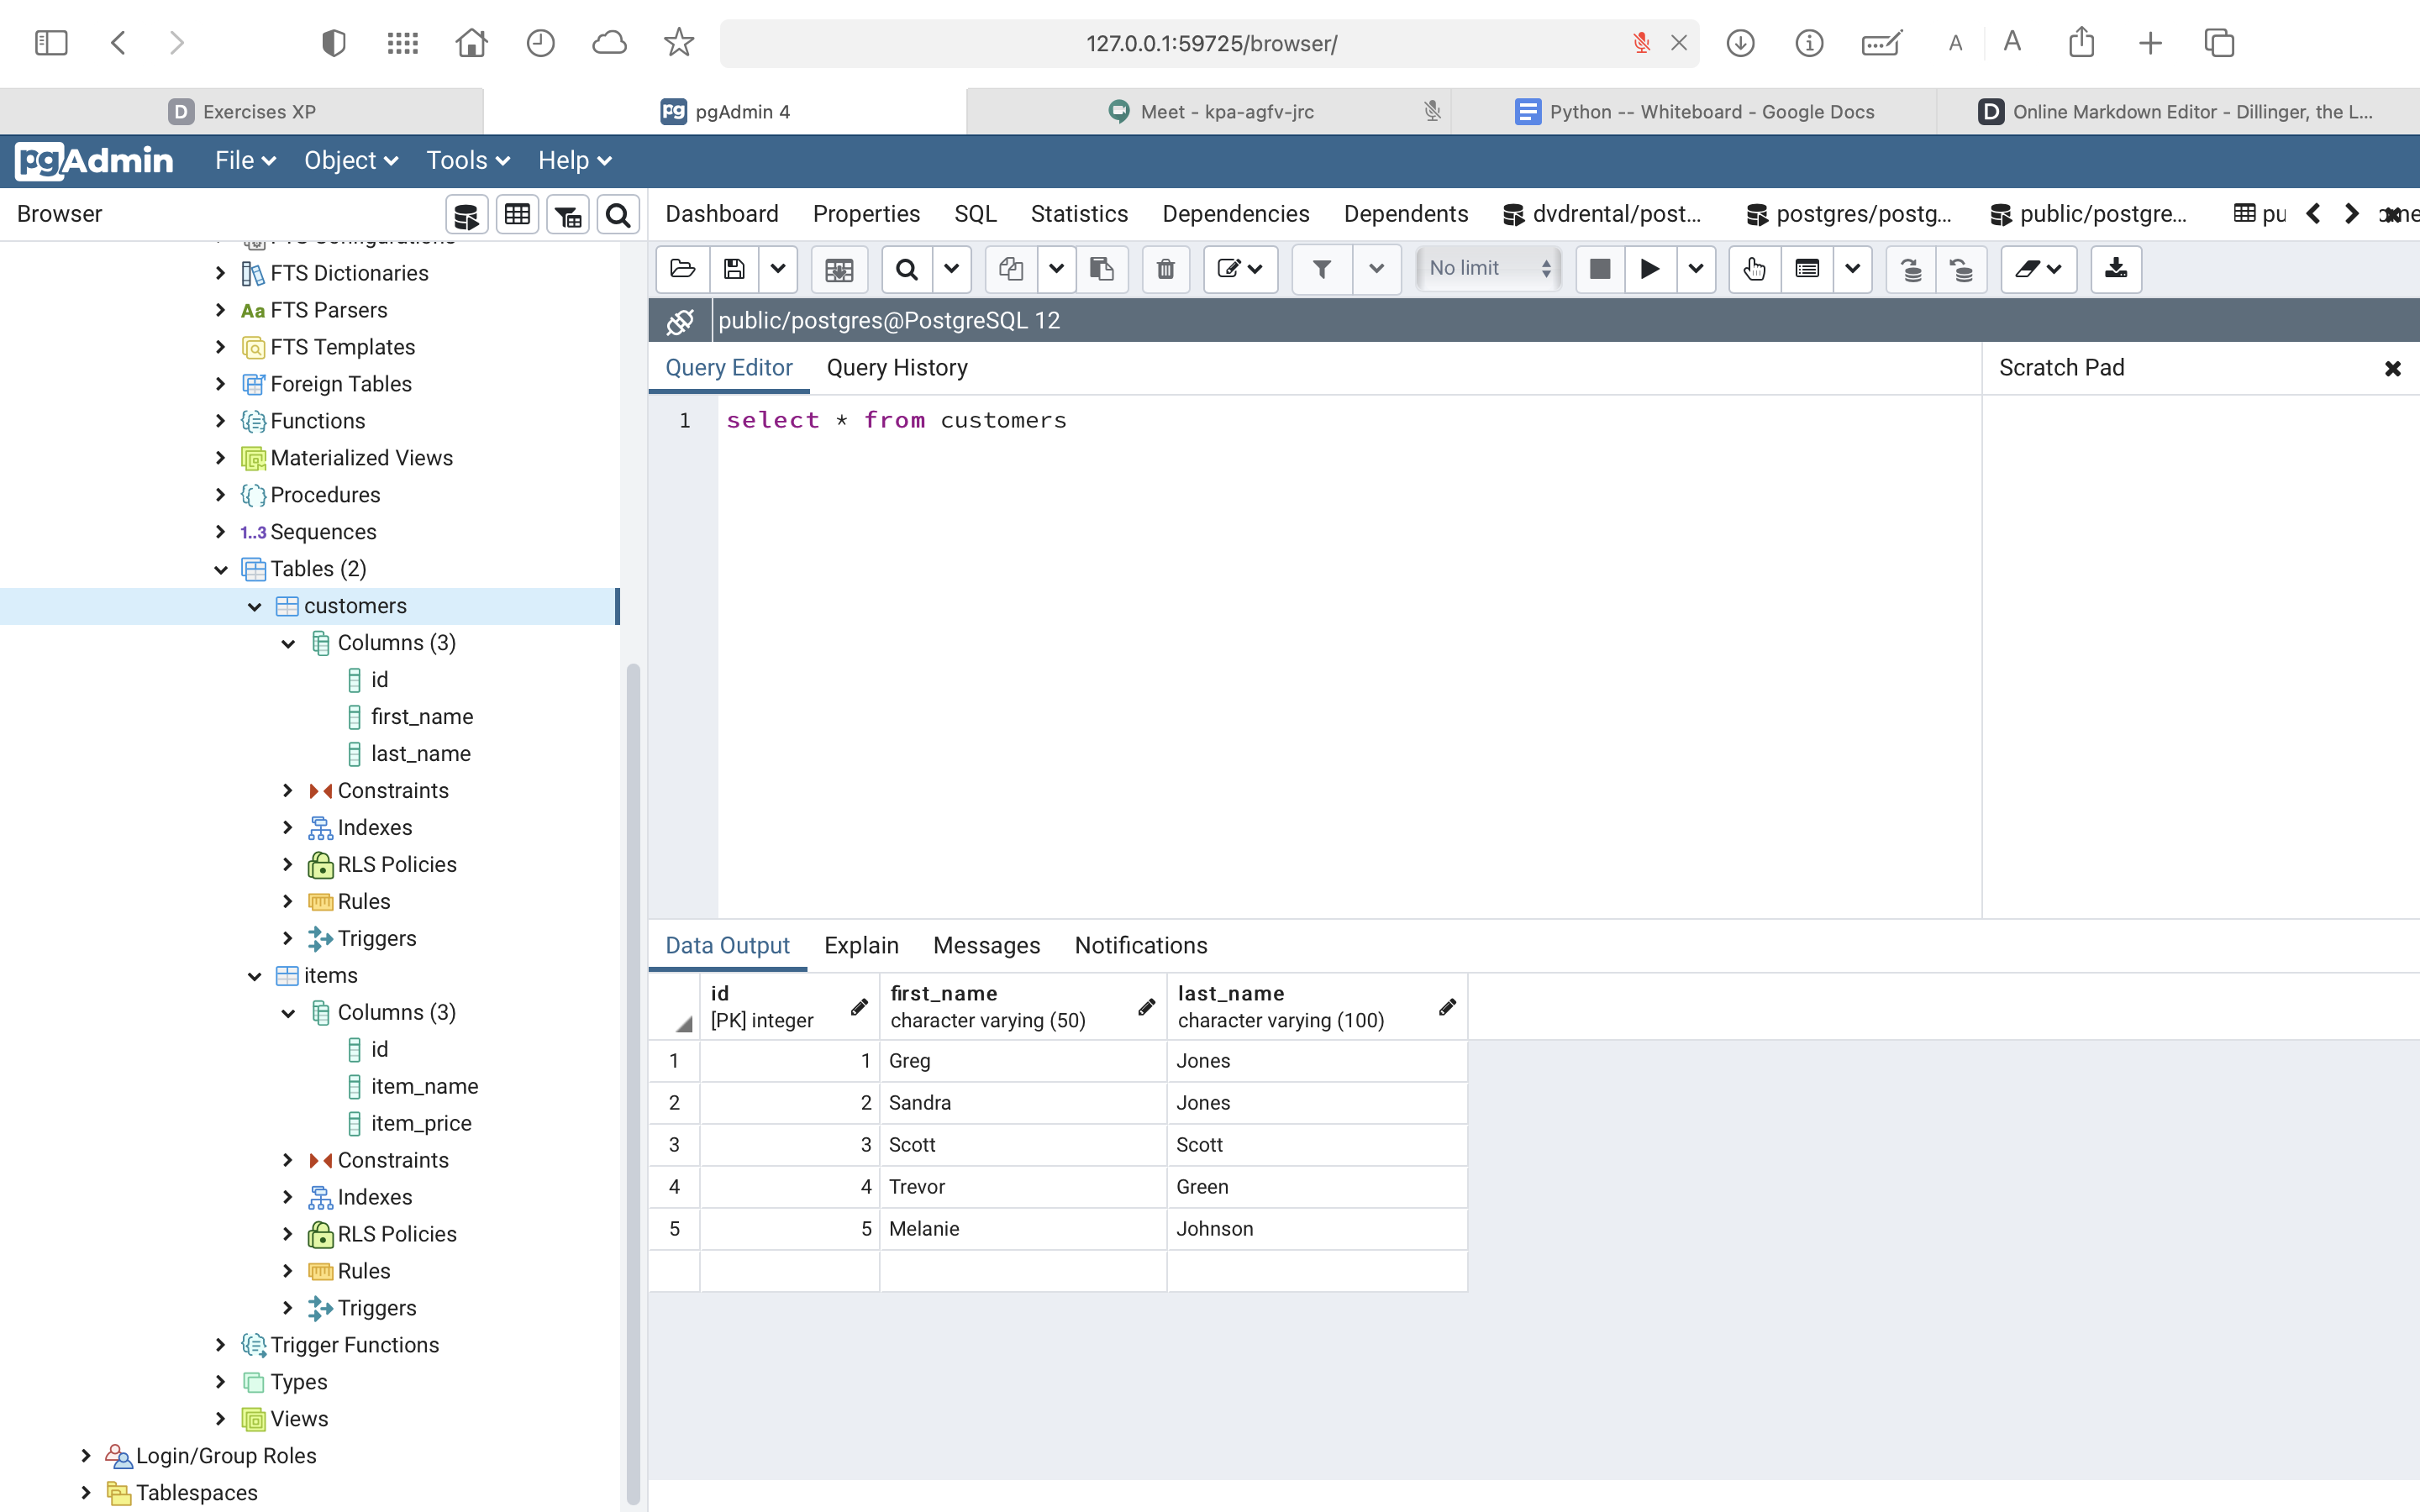 127.0.0.1:59725/browser/
A A
D Exercises XP
pg pgAdmin 4
Meet - kpa-agfv-jrc
Python -- Whiteboard - Google Docs
D Online Markdown Editor - Dillinger, the L...
pgAdmin File Object Tools Help
Browser
Dashboard Properties SQL Statistics Dependencies Dependents dvdrental/post... postgres/postg... public/postgre... pu
FTS Configurations
FTS Dictionaries
Aa FTS Parsers
FTS Templates
Foreign Tables
Functions
Materialized Views
Procedures
1..3 Sequences
Tables (2)
customers
Columns (3)
id
first_name
last_name
Constraints
Indexes
RLS Policies
Rules
Triggers
items
Columns (3)
id
item_name
item_price
Constraints
Indexes
RLS Policies
Rules
Triggers
Trigger Functions
Types
Views
Login/Group Roles
Tablespaces
No limit
public/postgres@PostgreSQL 12
Query Editor Query History
Scratch Pad
1 select * from customers
Data Output Explain Messages Notifications
id first_name last_name
[PK] integer character varying (50) character varying (100)
1 1 Greg Jones
2 2 Sandra Jones
3 3 Scott Scott
4 4 Trevor Green
5 5 Melanie Johnson